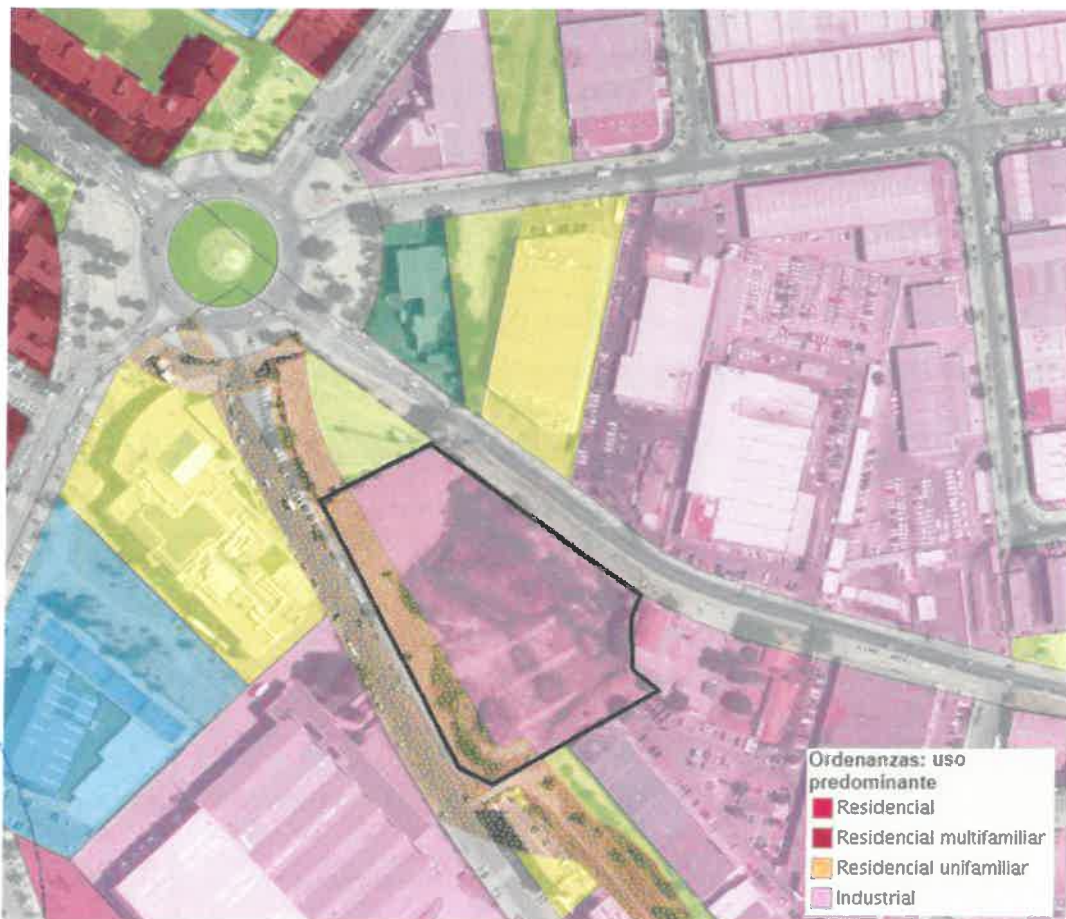 Ordenanzas: uso
predominante
Residencial
Residencial multifamiliar
Residencial unifamiliar
Industrial